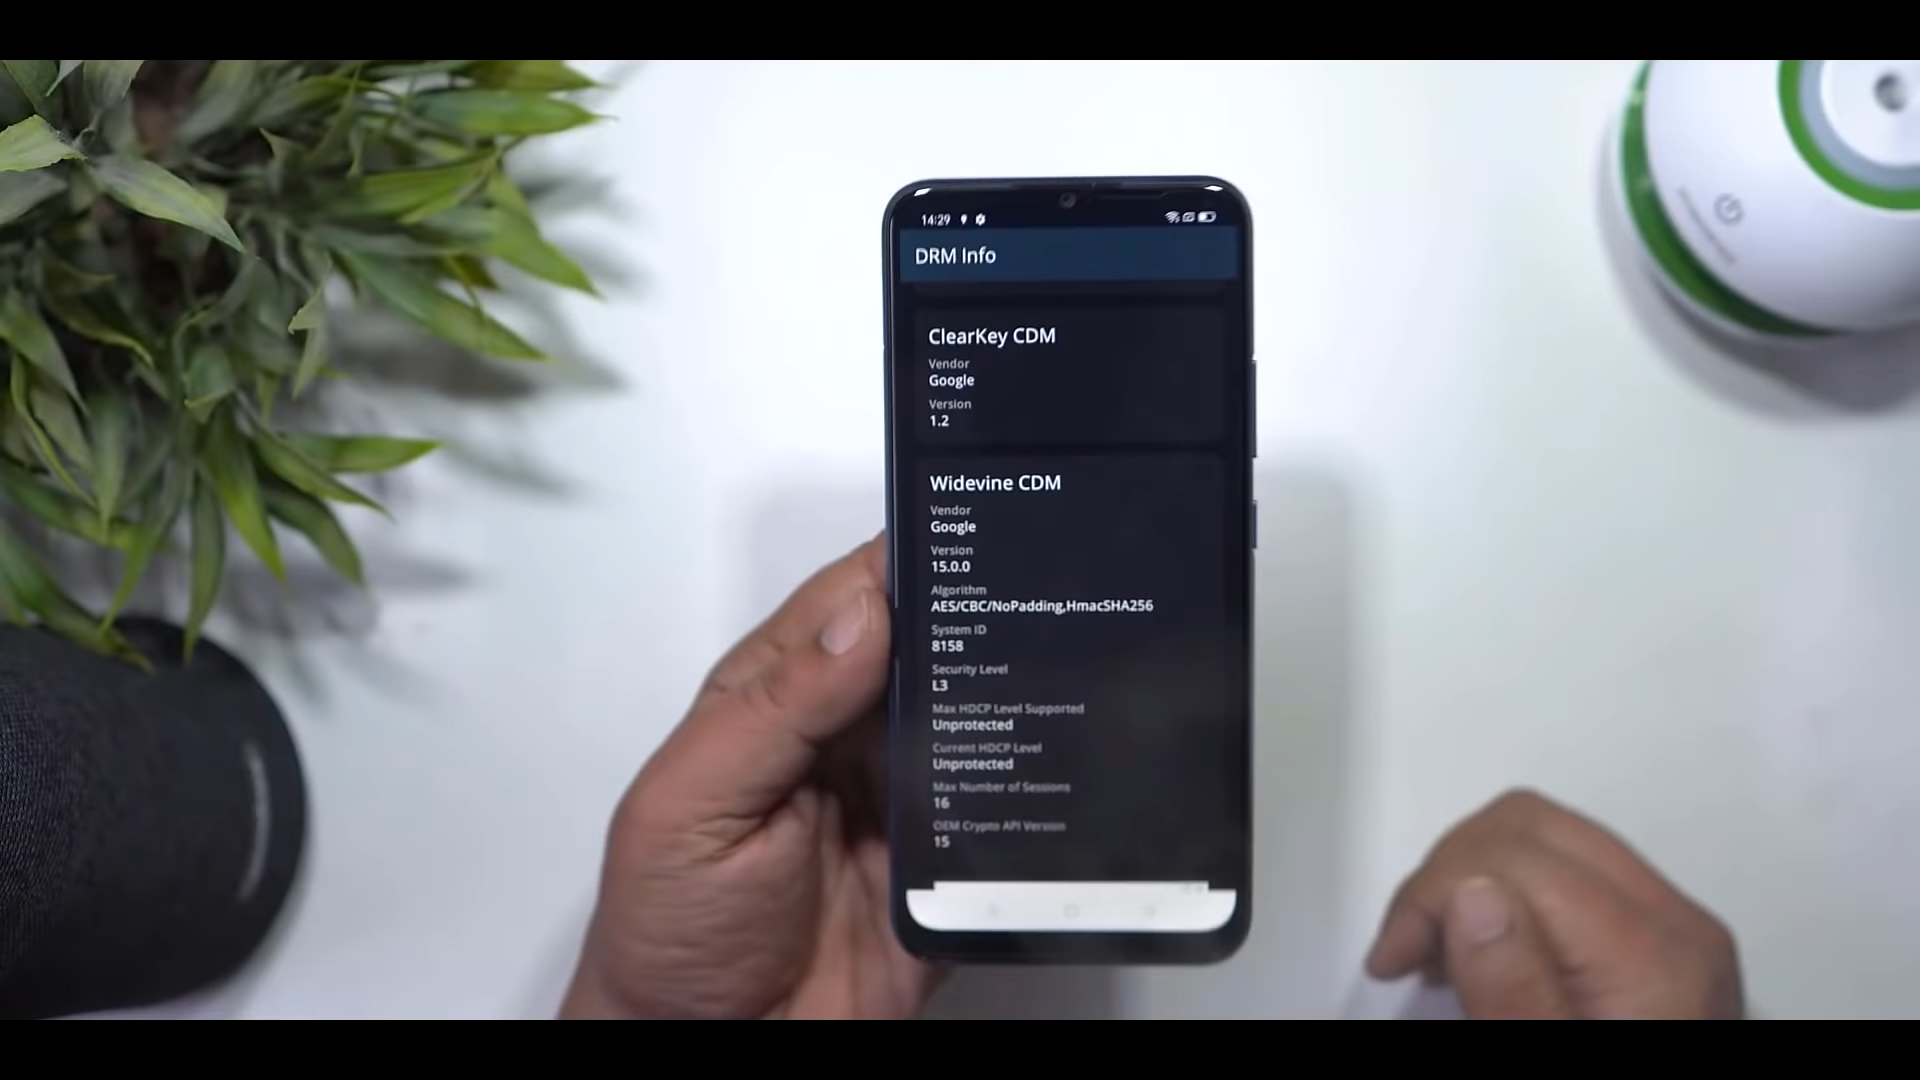 14:29
DRM Info
ClearKey CDM
Vendor
Google
Version
1.2
Widevine CDM
Vendor
Google
Version
15.0.0
Algorithm
AES/CBC/NoPadding,HmacSHA256
System ID
8158
Security Level
L3
Max HDCP Level Supported
Unprotected
Current HDCP Level
Unprotected
Max Number of Sessions
16
OEM Crypto API Version
15